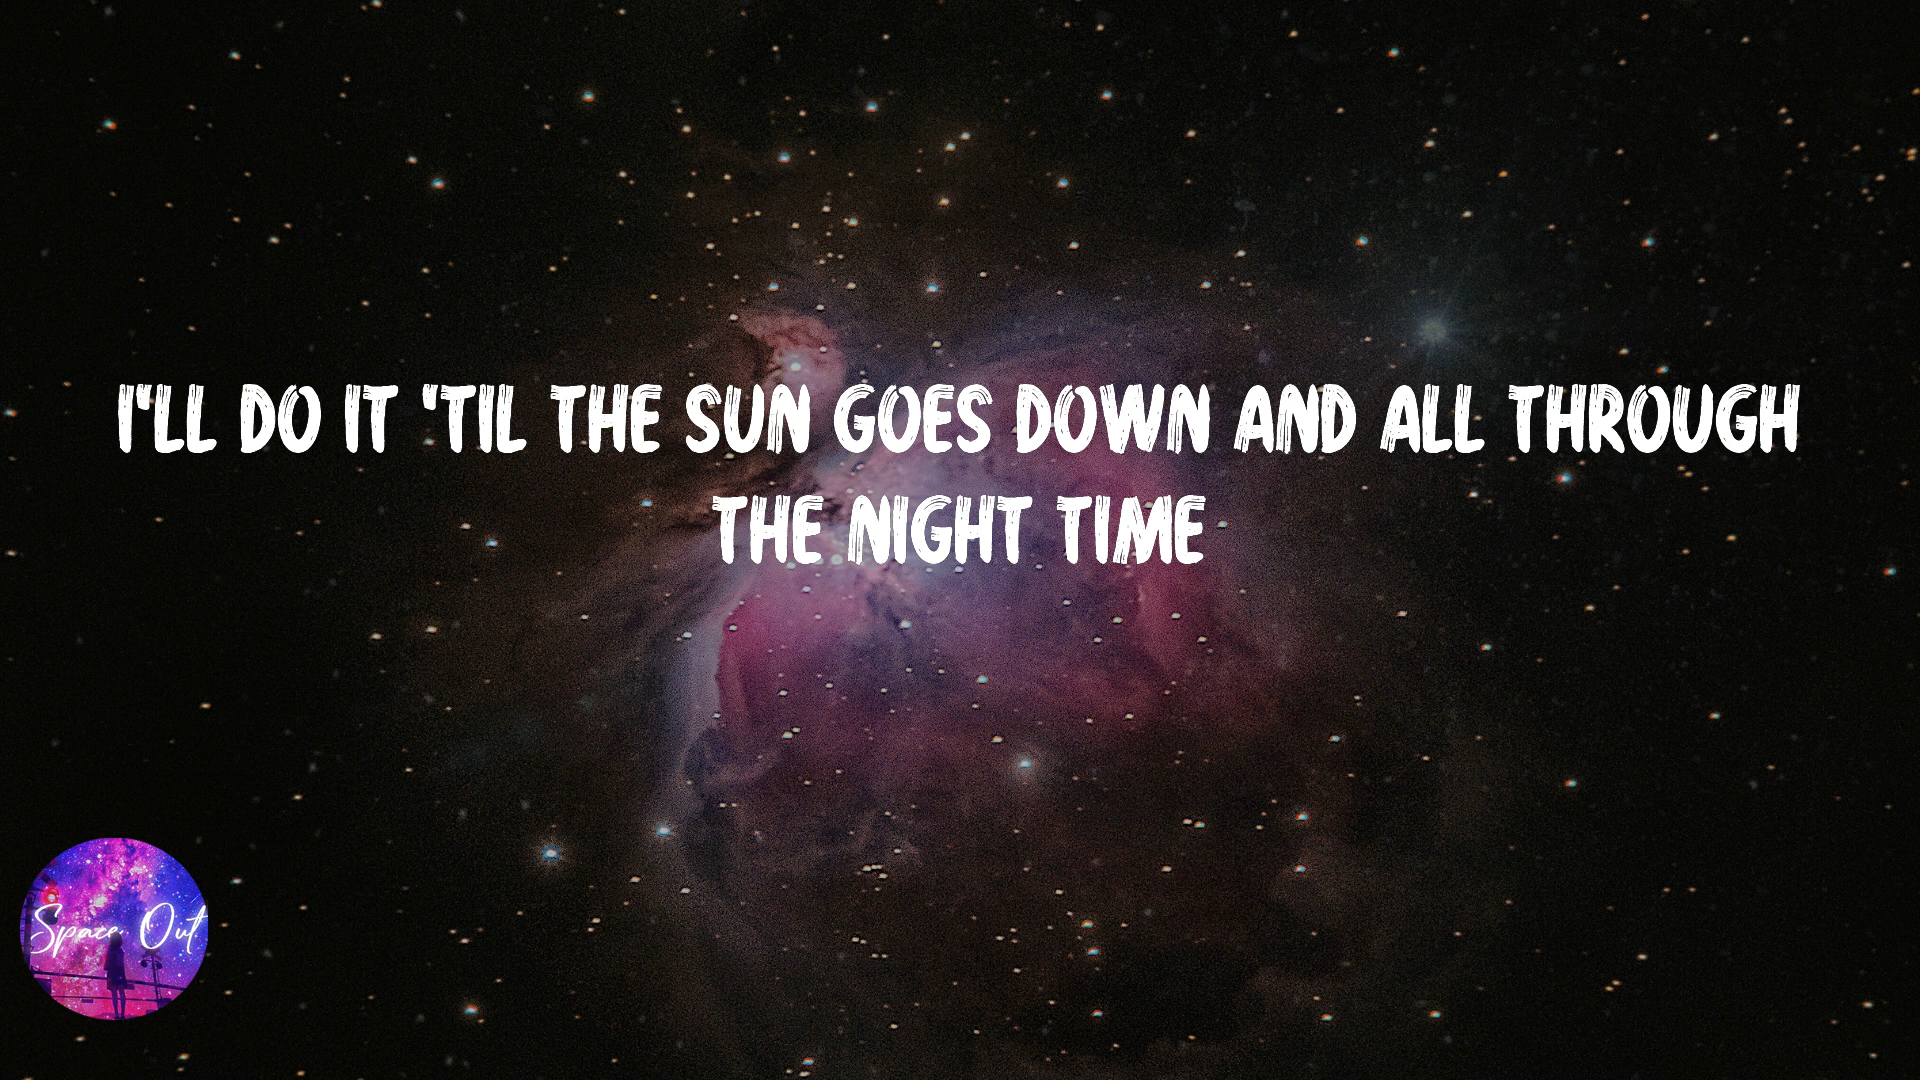 I'LL DO IT 'TIL THE SUN GOES DOWN AND ALL THROUGH
THE NIGHT TIME
Space Out